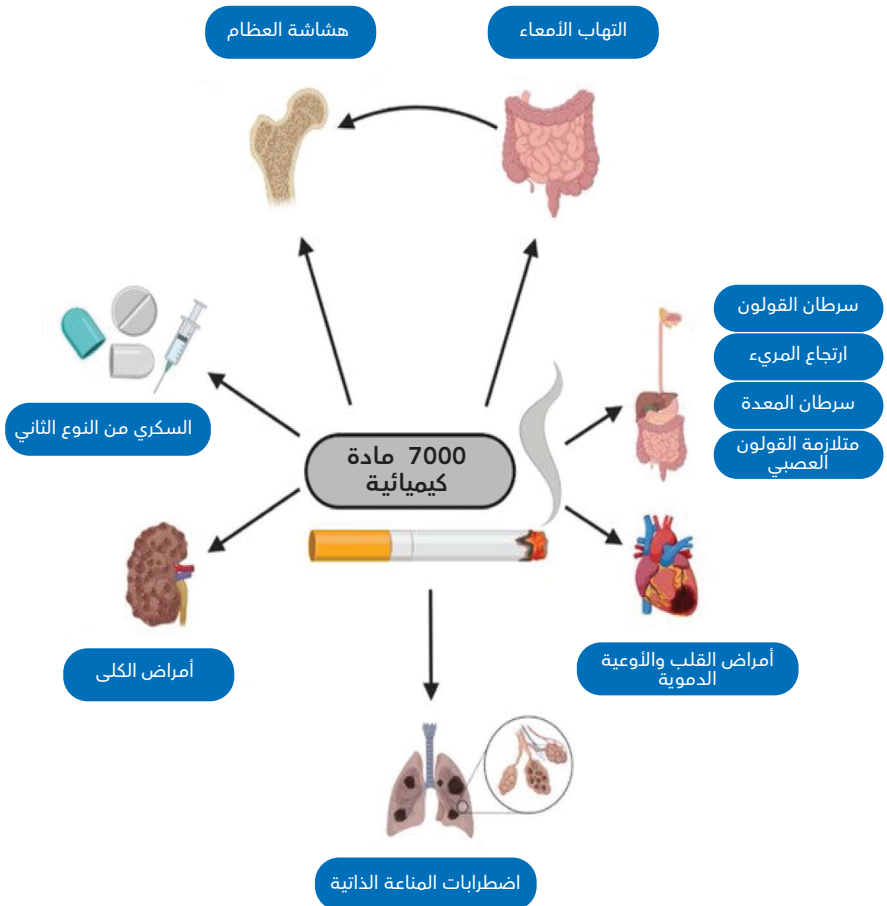 التهاب الأمعاء
هشاشة العظام
سرطان القولون
ارتجاع المريء
سرطان المعدة
متلازمة القولون
العصبي
السكري من النوع الثاني
7000 مادة
كيميائية
أمراض القلب والأوعية
الدموية
أمراض الكلى
اضطرابات المناعة الذاتية